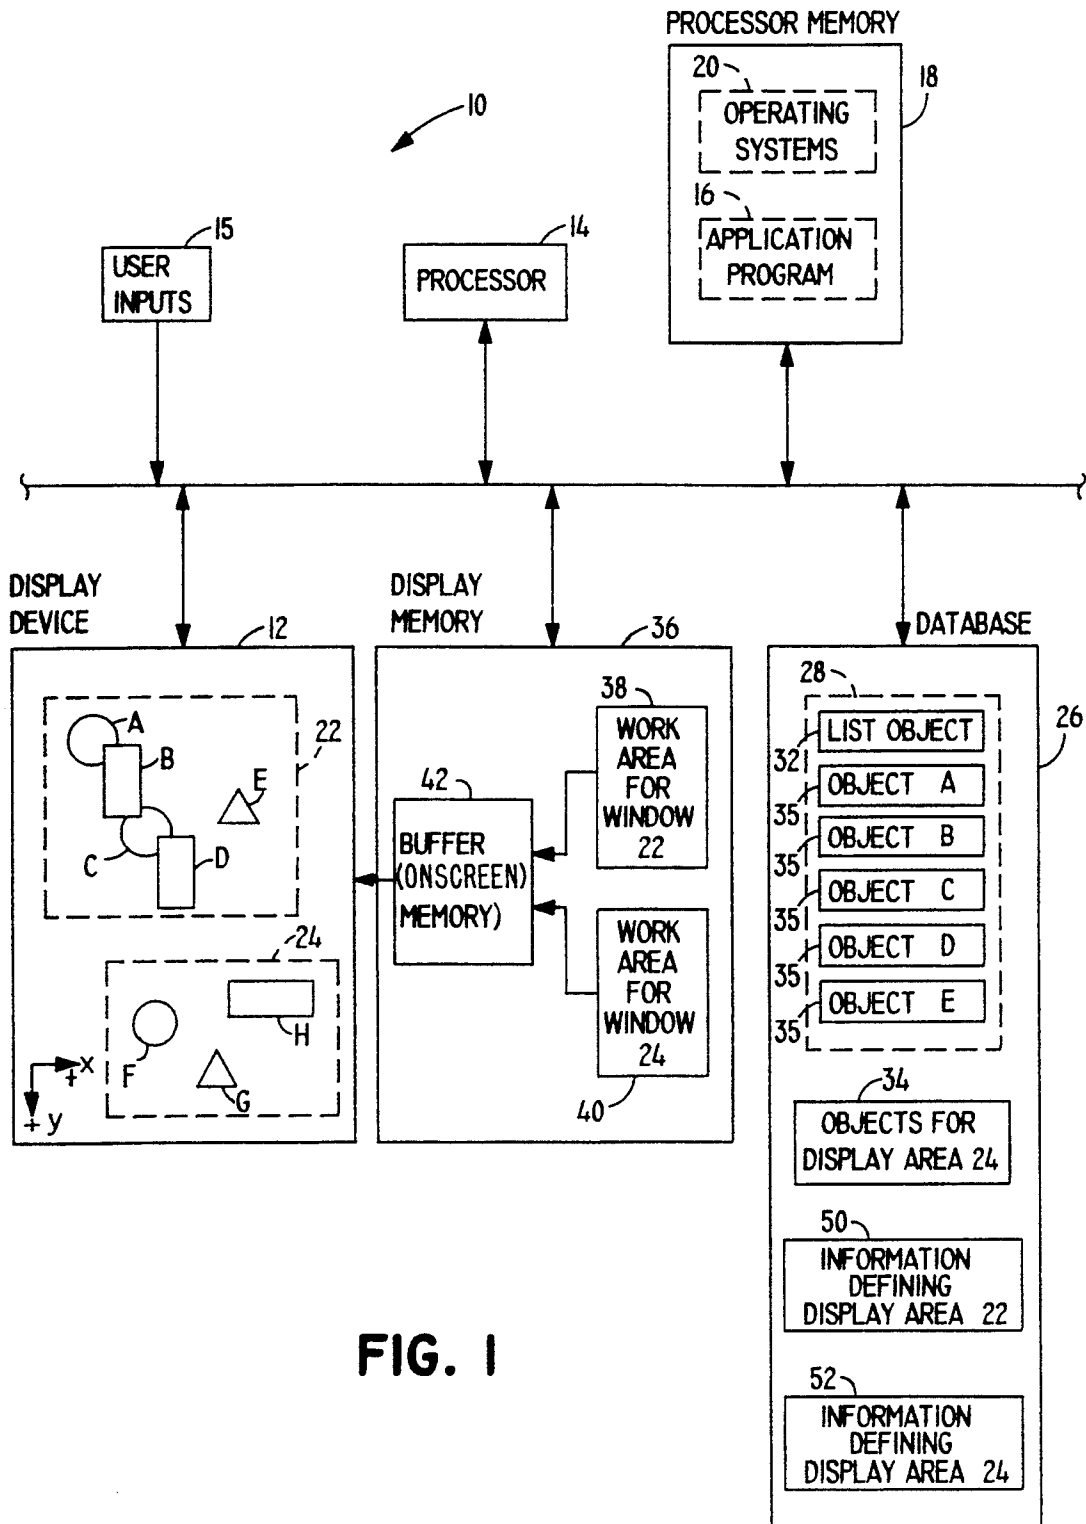 PROCESSOR MEMORY
20
18
OPERATING
SYSTEMS
10
16
APPLICATION
PROGRAM
15
USER
INPUTS
14
PROCESSOR
DISPLAY
DEVICE
12
A
B
22
E
C
D
24
H
F
G
+ x
+ y
DISPLAY
MEMORY
36
38
WORK
AREA
FOR
WINDOW
22
42
BUFFER
(ONSCREEN)
MEMORY)
WORK
AREA
FOR
WINDOW
24
40
DATABASE
28
26
LIST OBJECT
32
OBJECT A
35
OBJECT B
35
OBJECT C
35
OBJECT D
35
OBJECT E
35
34
OBJECTS FOR
DISPLAY AREA 24
50
INFORMATION
DEFINING
DISPLAY AREA 22
52
INFORMATION
DEFINING
DISPLAY AREA 24
FIG. 1